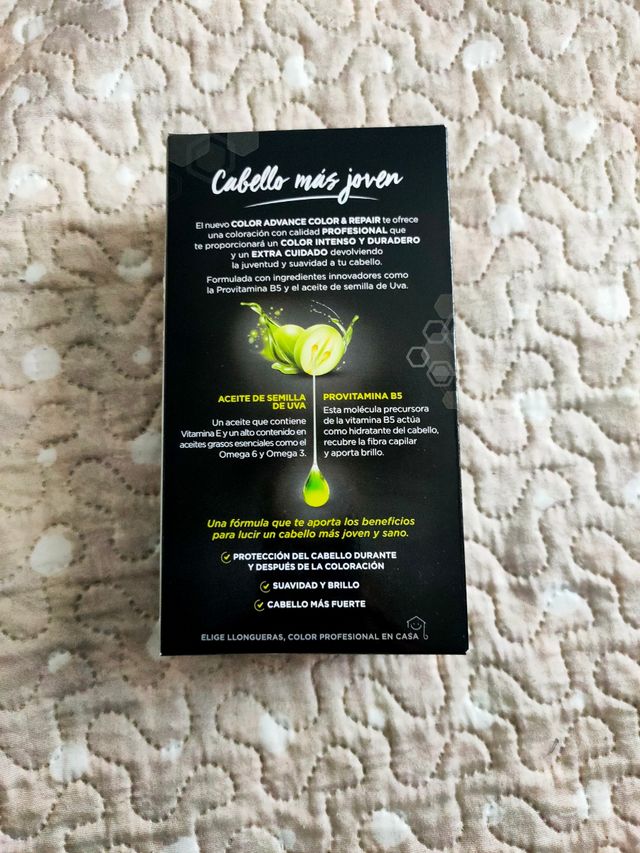 Cabello más joven
El nuevo COLOR ADVANCE COLOR & REPAIR te ofrece
una coloración con calidad PROFESIONAL que
te proporcionará un COLOR INTENSO Y DURADERO
y un EXTRA CUIDADO devolviendo
la juventud y suavidad a tu cabello.
Formulada con ingredientes innovadores como
la Provitamina B5 y el aceite de semilla de Uva.
ACEITE DE SEMILLA
DE UVA
Un aceite que contiene
Vitamina E y un alto contenido en
aceites grasos esenciales como el
Omega 6 y Omega 3.
PROVITAMINA B5
Esta molécula precursora
de la vitamina B5 actúa
como hidratante del cabello,
recubre la fibra capilar
y aporta brillo.
Una fórmula que te aporta los beneficios
para lucir un cabello más joven y sano.
PROTECCIÓN DEL CABELLO DURANTE
Y DESPUÉS DE LA COLORACIÓN
SUAVIDAD Y BRILLO
CABELLO MÁS FUERTE
ELIGE LLONGUERAS, COLOR PROFESIONAL EN CASA